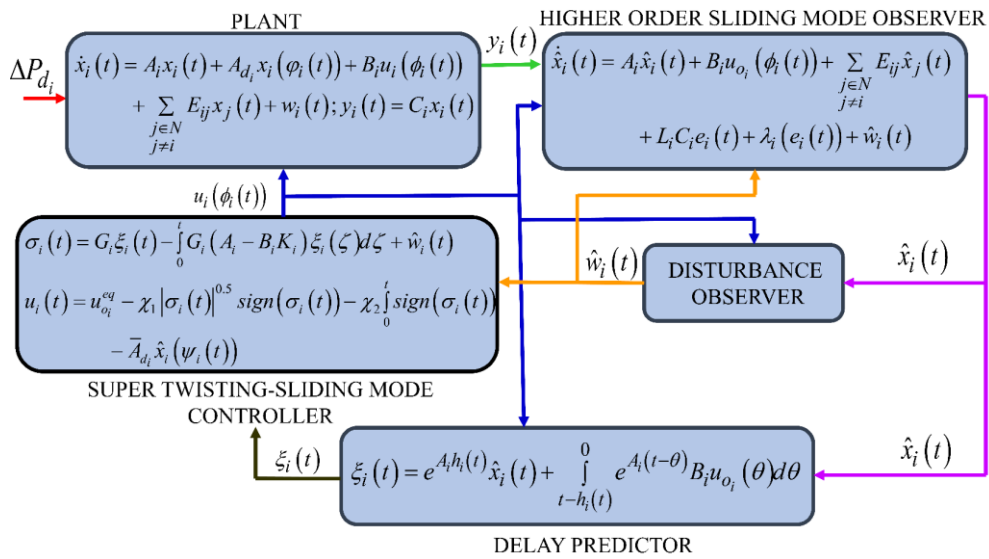 PLANT
HIGHER ORDER SLIDING MODE OBSERVER
ΔP_{d_i}
ẋ_i(t) = A_i x_i(t) + A_{d_i} x_i(φ_i(t)) + B_i u_i(ϕ_i(t))
+ ∑_{j∈N, j≠i} E_{ij} x_j(t) + w_i(t); y_i(t) = C_i x_i(t)
y_i(t)
\dot{x̂}_i(t) = A_i x̂_i(t) + B_i u_{o_i}(ϕ_i(t)) + ∑_{j∈N, j≠i} E_{ij} x̂_j(t)
+ L_i C_i e_i(t) + λ_i(e_i(t)) + ŵ_i(t)
u_i(ϕ_i(t))
σ_i(t) = G_i ξ_i(t) − ∫_0^t G_i(A_i − B_i K_i) ξ_i(ζ)dζ + ŵ_i(t)
u_i(t) = u_{o_i}^{eq} − χ_1 |σ_i(t)|^{0.5} sign(σ_i(t)) − χ_2 ∫_0^t sign(σ_i(t))
− A̅_{d_i} x̂_i(ψ_i(t))
ŵ_i(t)
DISTURBANCE
OBSERVER
x̂_i(t)
SUPER TWISTING-SLIDING MODE
CONTROLLER
ξ_i(t)
ξ_i(t) = e^{A_i h_i(t)} x̂_i(t) + ∫_{t−h_i(t)}^0 e^{A_i(t−θ)} B_i u_{o_i}(θ)dθ
x̂_i(t)
DELAY PREDICTOR